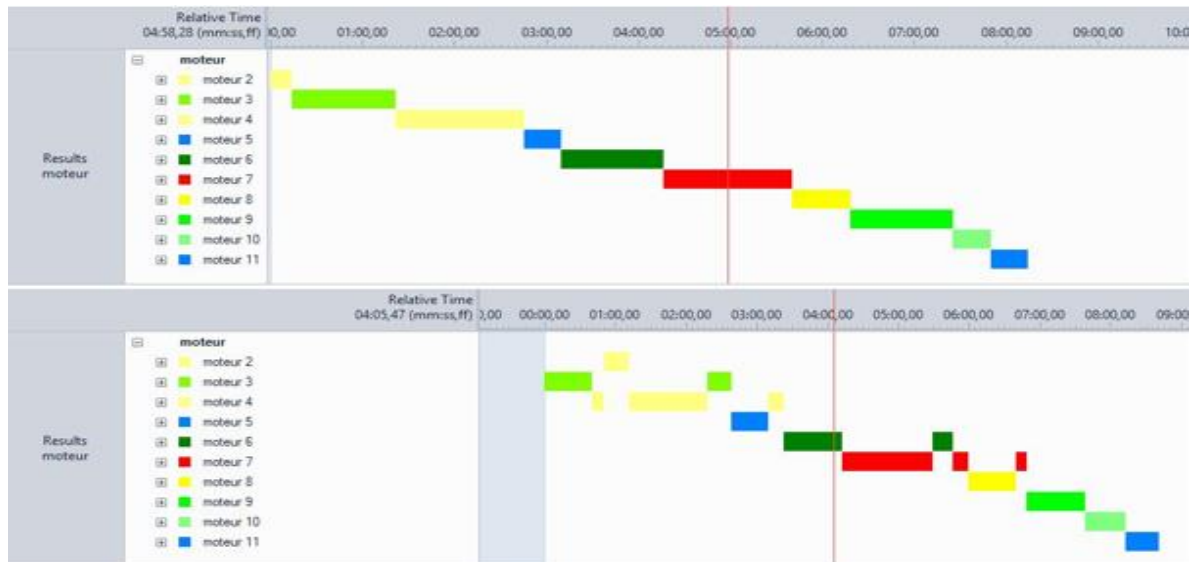 Relative Time
04:58,28 (mm:ss,ff) 00,00 01:00,00 02:00,00 03:00,00 04:00,00 05:00,00 06:00,00 07:00,00 08:00,00 09:00,00 10:0
moteur
moteur 2
moteur 3
moteur 4
moteur 5
moteur 6
moteur 7
moteur 8
moteur 9
moteur 10
moteur 11
Results
moteur
Relative Time
04:05,47 (mm:ss,ff) 00:00,00 01:00,00 02:00,00 03:00,00 04:00,00 05:00,00 06:00,00 07:00,00 08:00,00 09:00
moteur
moteur 2
moteur 3
moteur 4
moteur 5
moteur 6
moteur 7
moteur 8
moteur 9
moteur 10
moteur 11
Results
moteur